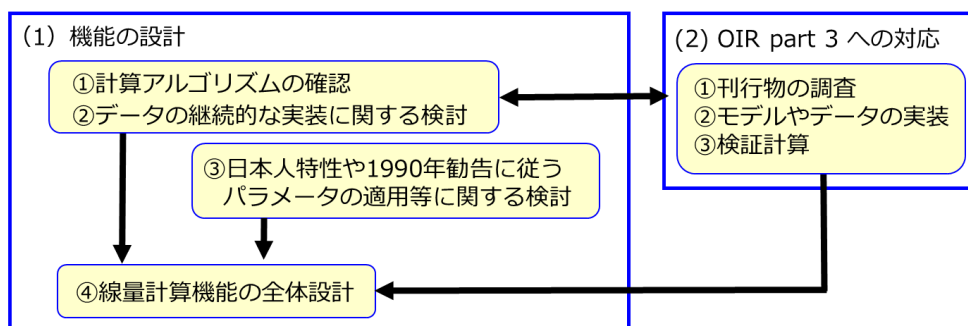 (1) 機能の設計
①計算アルゴリズムの確認
②データの継続的な実装に関する検討
③日本人特性や1990年勧告に従う
パラメータの適用等に関する検討
④線量計算機能の全体設計
(2) OIR part 3 への対応
①刊行物の調査
②モデルやデータの実装
③検証計算